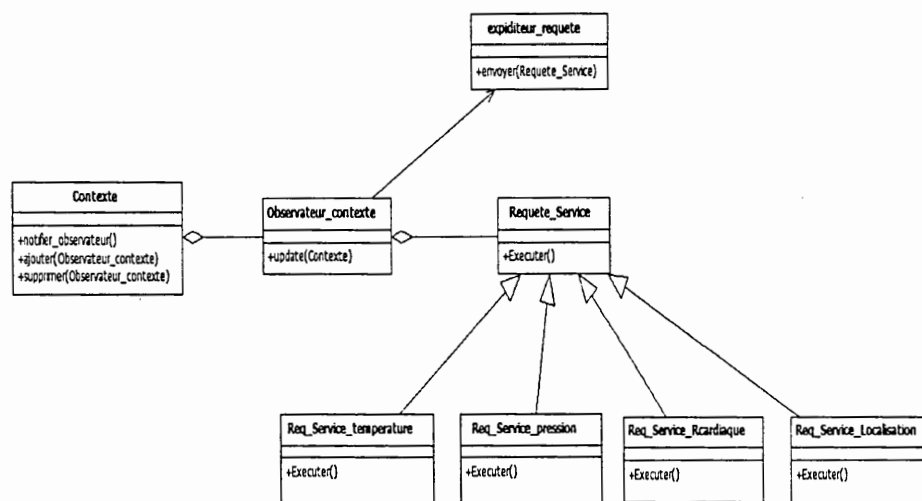 expiditeur_requete
+envoyer(Requete_Service)
Contexte
+notifier_observateur()
+ajouter(Observateur_contexte)
+supprimer(Observateur_contexte)
Observateur_contexte
+update(Contexte)
Requete_Service
+Executer()
Req_Service_temperature
+Executer()
Req_Service_pression
+Executer()
Req_Service_Rcardiaque
+Executer()
Req_Service_Localisation
+Executer()